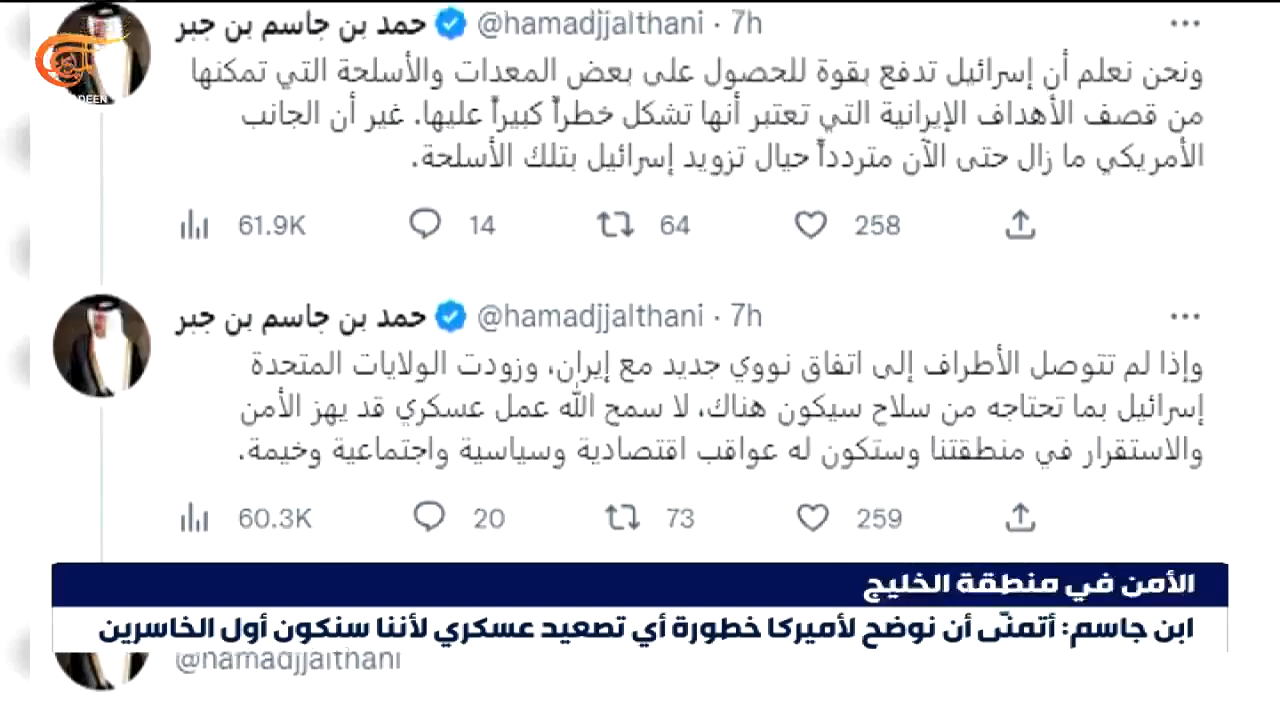 حمد بن جاسم بن جبر @hamadjjalthani · 7h
ونحن نعلم أن إسرائيل تدفع بقوة للحصول على بعض المعدات والأسلحة التي تمكنها
من قصف الأهداف الإيرانية التي تعتبر أنها تشكل خطراً كبيراً عليها. غير أن الجانب
الأمريكي ما زال حتى الآن متردداً حيال تزويد إسرائيل بتلك الأسلحة.
61.9K 14 64 258
حمد بن جاسم بن جبر @hamadjjalthani · 7h
وإذا لم تتوصل الأطراف إلى اتفاق نووي جديد مع إيران، وزودت الولايات المتحدة
إسرائيل بما تحتاجه من سلاح سيكون هناك، لا سمح الله عمل عسكري قد يهز الأمن
والاستقرار في منطقتنا وستكون له عواقب اقتصادية وسياسية واجتماعية وخيمة.
60.3K 20 73 259
الأمن في منطقة الخليج
ابن جاسم: أتمنّى أن نوضح لأميركا خطورة أي تصعيد عسكري لأننا سنكون أول الخاسرين
@hamadjjalthani